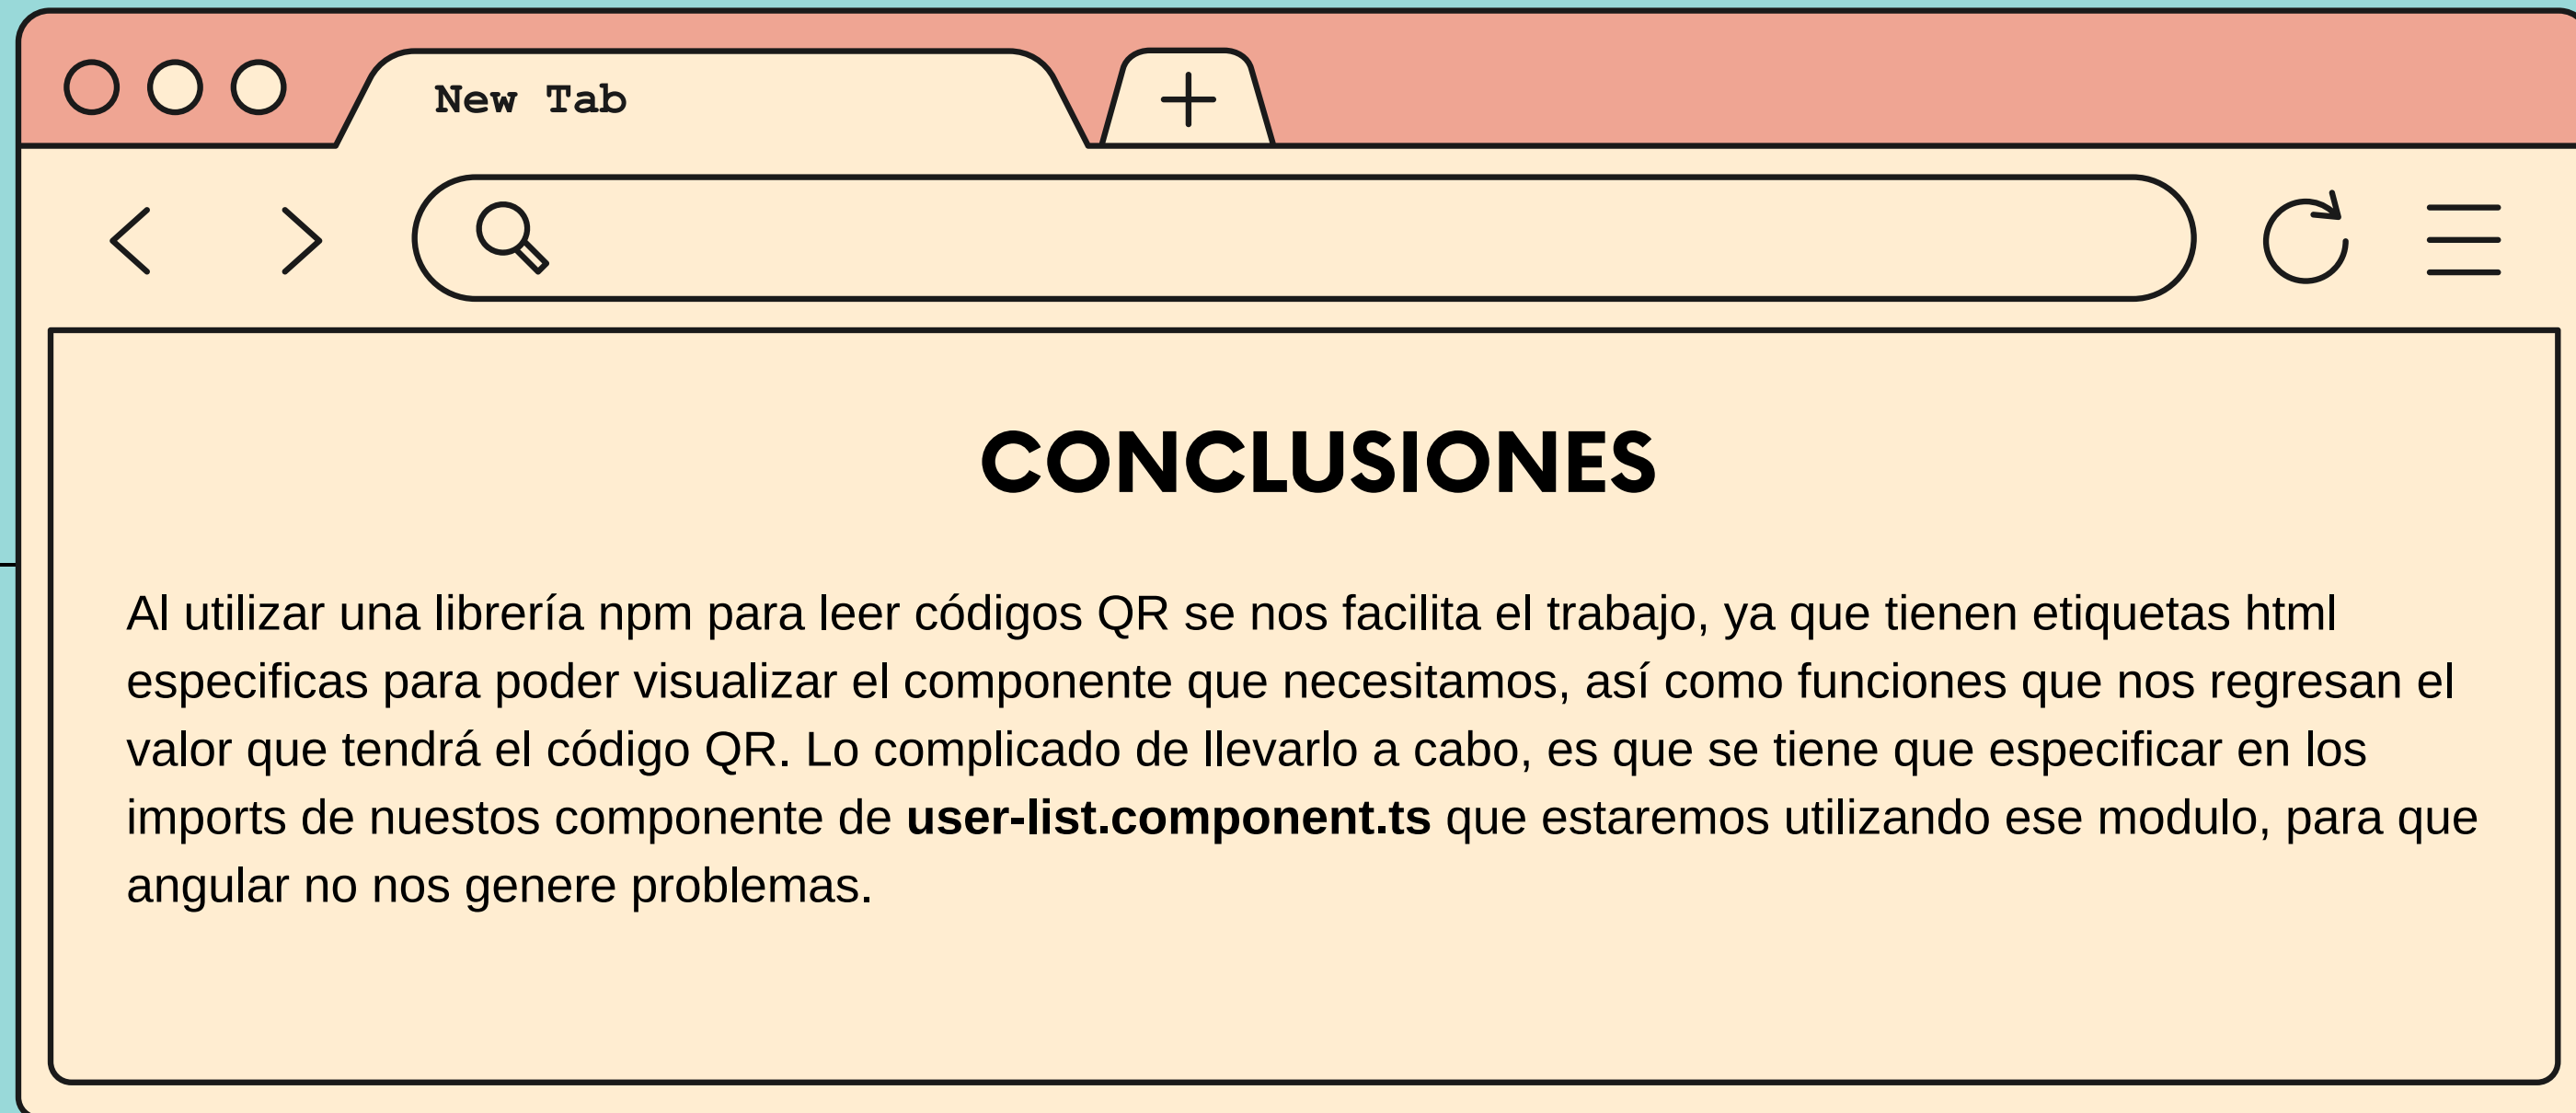 New Tab
CONCLUSIONES
Al utilizar una librería npm para leer códigos QR se nos facilita el trabajo, ya que tienen etiquetas html
especificas para poder visualizar el componente que necesitamos, así como funciones que nos regresan el
valor que tendrá el código QR. Lo complicado de llevarlo a cabo, es que se tiene que especificar en los
imports de nuestos componente de user-list.component.ts que estaremos utilizando ese modulo, para que
angular no nos genere problemas.